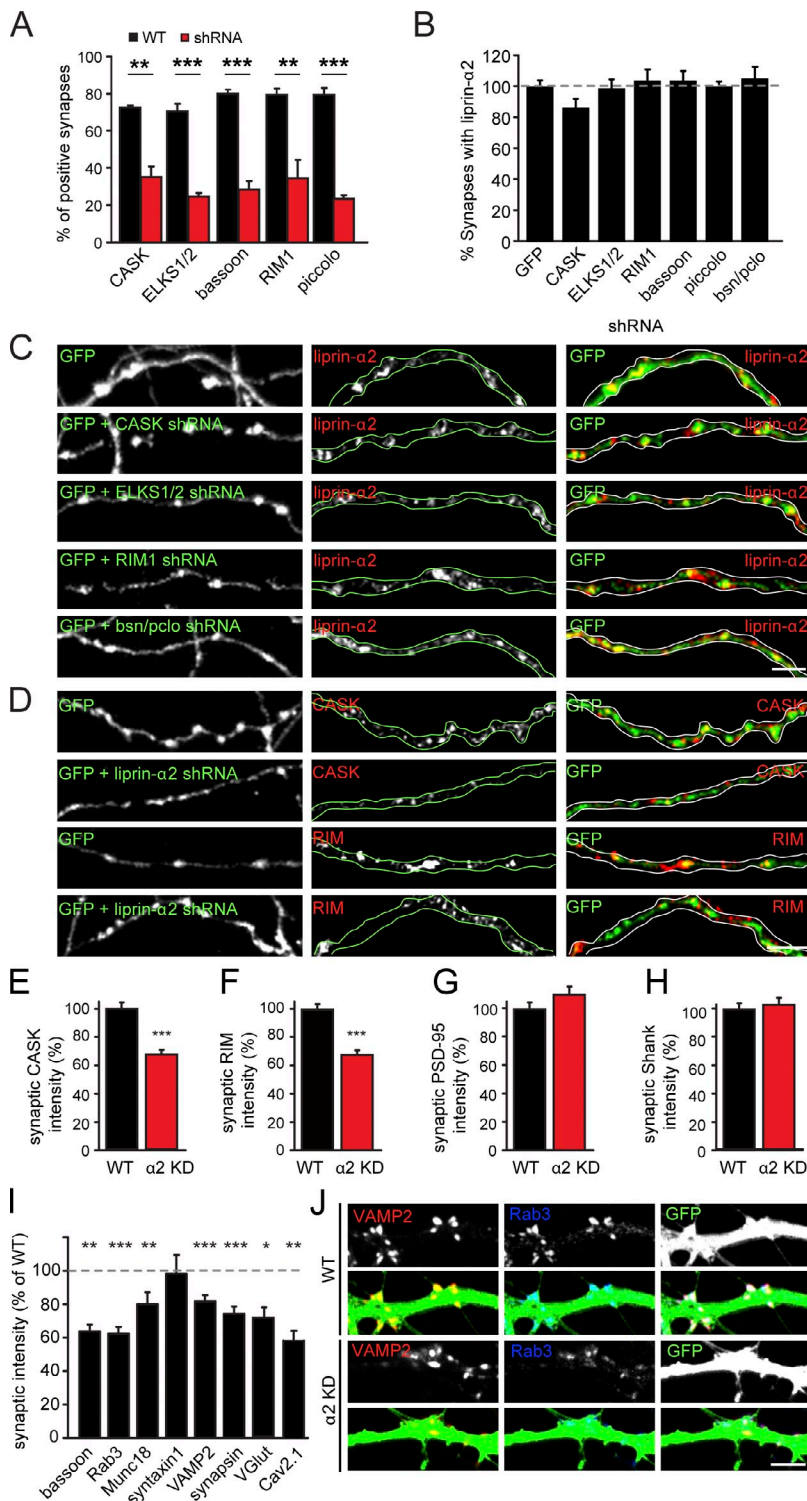 A
WT shRNA
** *** *** ** ***
% of positive synapses
100
80
60
40
20
0
CASK
ELKS1/2
bassoon
RIM1
piccolo
B
% Synapses with liprin-α2
120
100
80
60
40
20
0
GFP
CASK
ELKS1/2
RIM1
bassoon
piccolo
bsn/pclo
shRNA
C
GFP
liprin-α2
GFP liprin-α2
GFP + CASK shRNA
liprin-α2
GFP liprin-α2
GFP + ELKS1/2 shRNA
liprin-α2
GFP liprin-α2
GFP + RIM1 shRNA
liprin-α2
GFP liprin-α2
GFP + bsn/pclo shRNA
liprin-α2
GFP liprin-α2
D
GFP
CASK
GFP CASK
GFP + liprin-α2 shRNA
CASK
GFP CASK
GFP
RIM
GFP RIM
GFP + liprin-α2 shRNA
RIM
GFP RIM
E
synaptic CASK
intensity (%)
100
80
60
40
20
0
***
WT α2 KD
F
synaptic RIM
intensity (%)
100
80
60
40
20
0
***
WT α2 KD
G
synaptic PSD-95
intensity (%)
100
80
60
40
20
0
WT α2 KD
H
synaptic Shank
intensity (%)
100
80
60
40
20
0
WT α2 KD
I
synaptic intensity (% of WT)
** *** ** *** *** * **
100
80
60
40
20
0
bassoon
Rab3
Munc18
syntaxin1
VAMP2
synapsin
VGlut
Cav2.1
J
VAMP2
Rab3
GFP
WT
VAMP2
Rab3
GFP
α2 KD